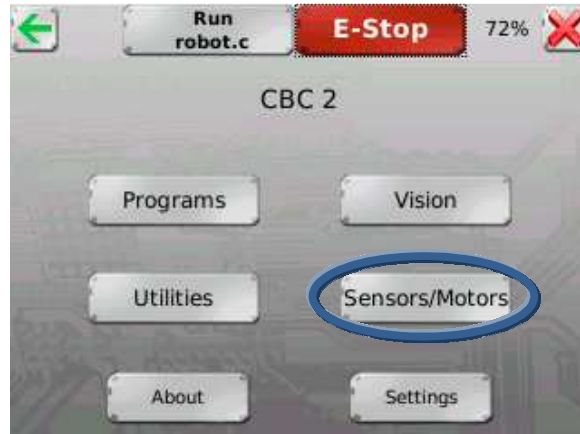 Run
robot.c
E-Stop
72%
CBC 2
Programs
Vision
Utilities
Sensors/Motors
About
Settings